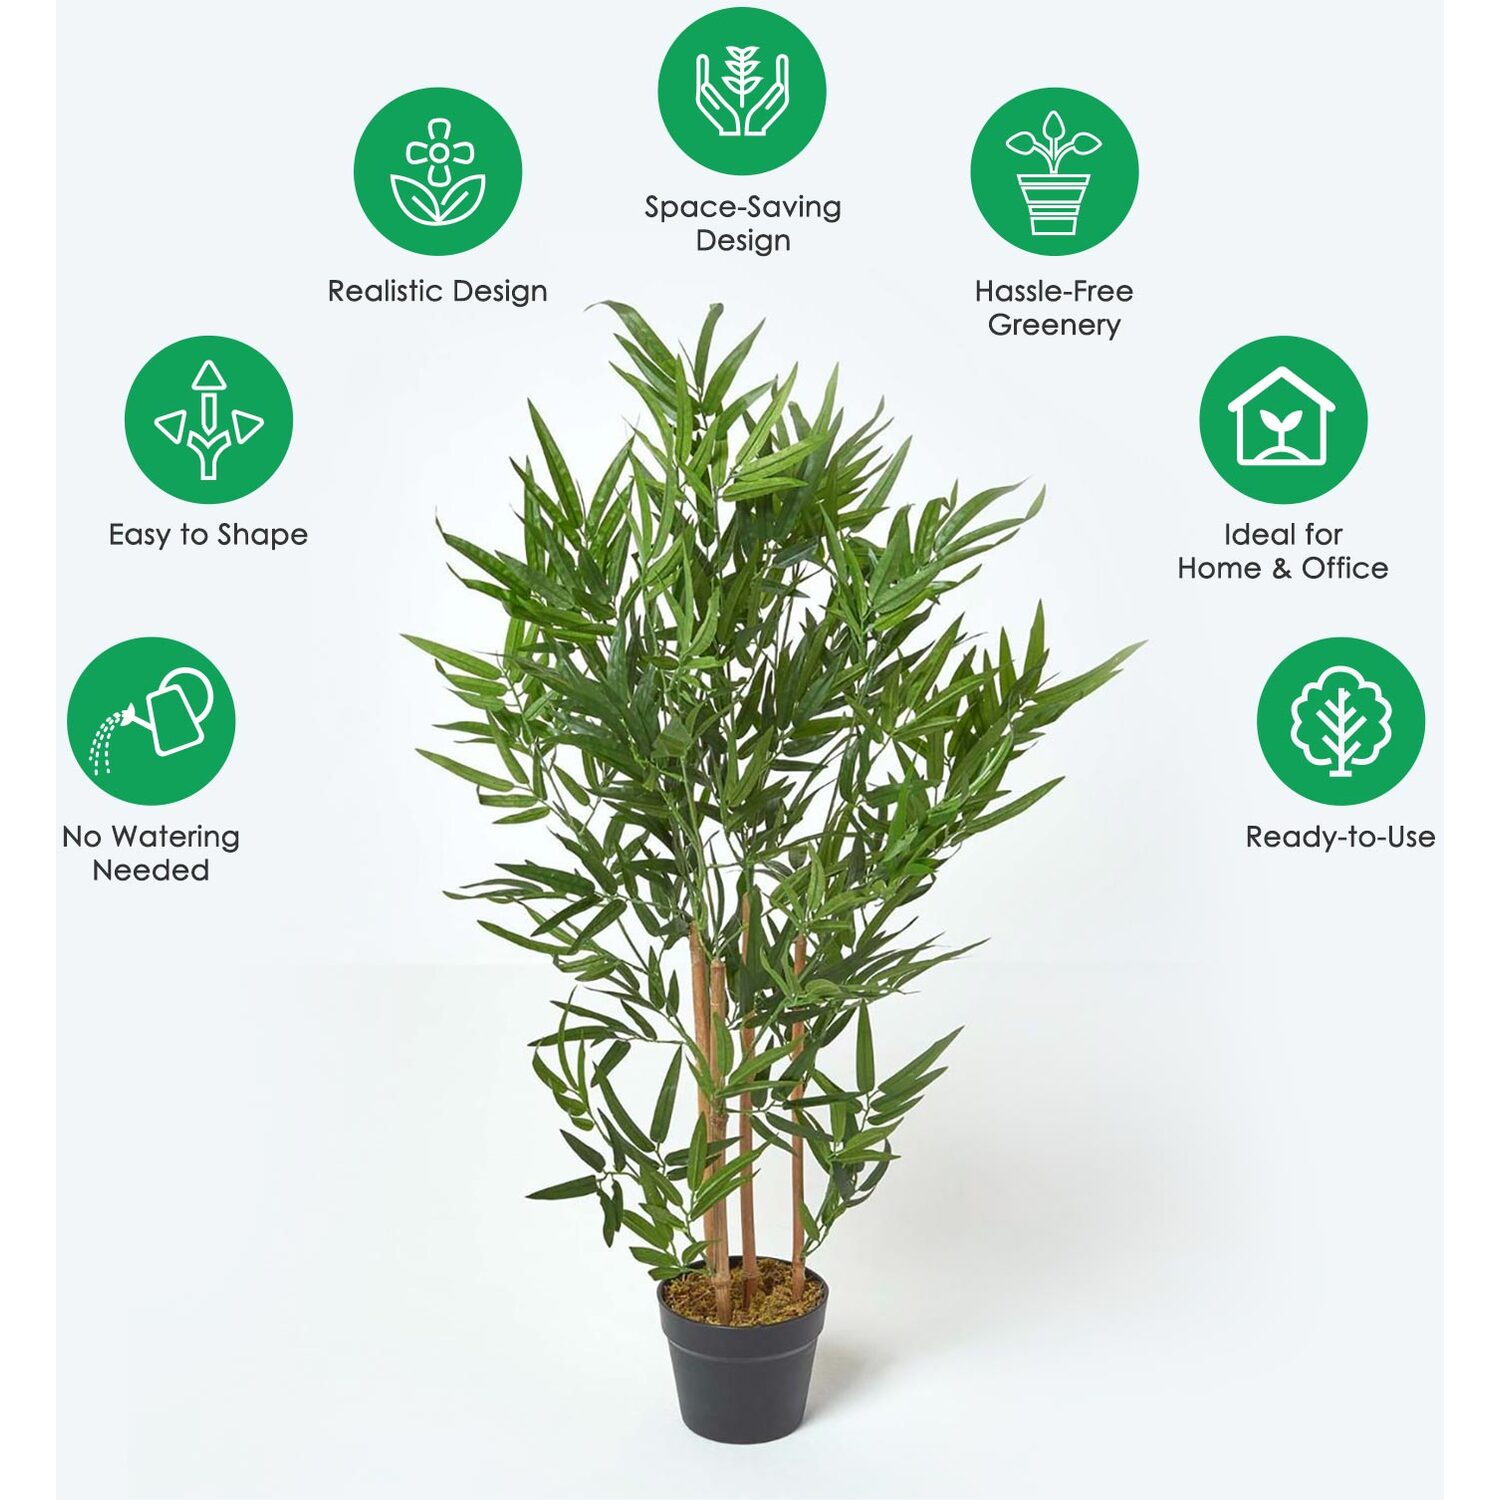 Space-Saving
Design
Realistic Design
Hassle-Free
Greenery
Easy to Shape
Ideal for
Home & Office
No Watering
Needed
Ready-to-Use